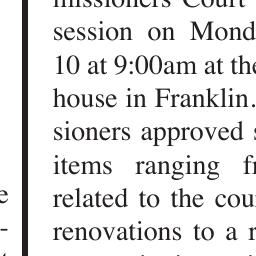 missioners Court
session on Mond
10 at 9:00am at the
house in Franklin.
sioners approved s
items ranging fr
related to the cou
renovations to a r
e
-